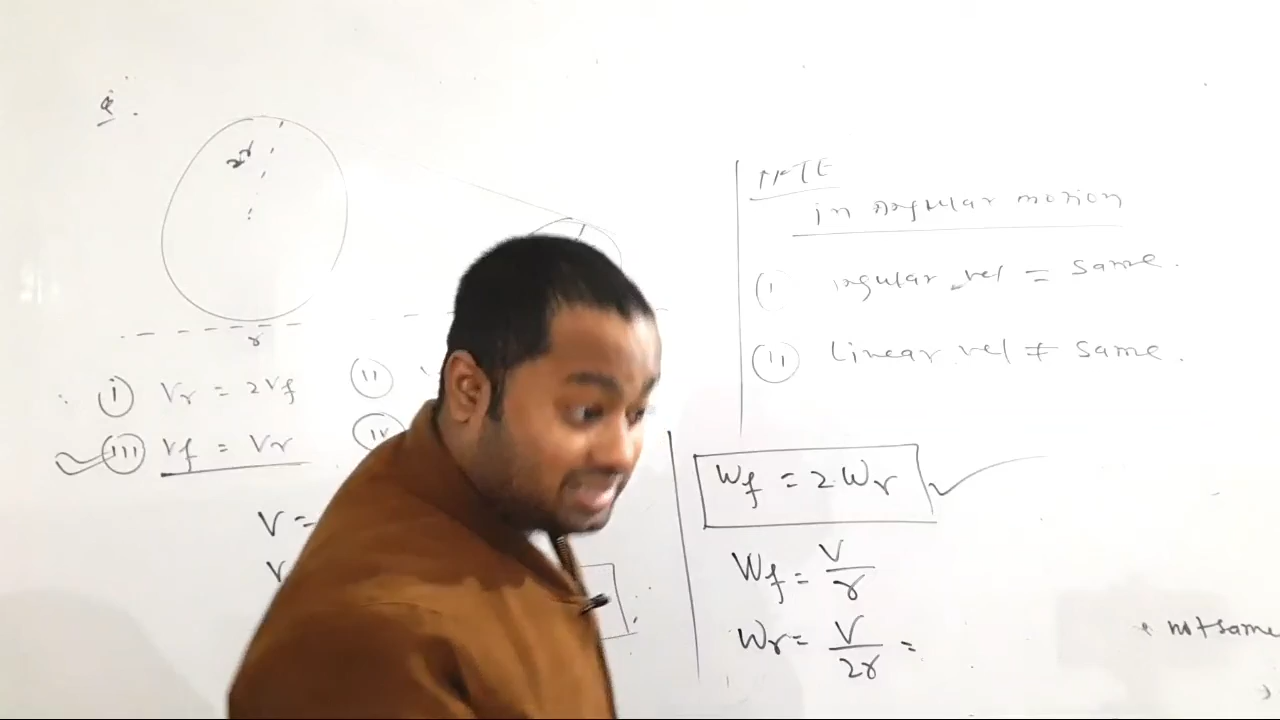 Q.
2r
r
(i) Vr = 2Vf
(ii)
(iii) Vf = Vr
(iv)
V =
NOTE
in angular motion
(i) Angular vel = same.
(ii) Linear vel ≠ same.
Wf = 2Wr
Wf = V/r
Wr = V/2r =
not same